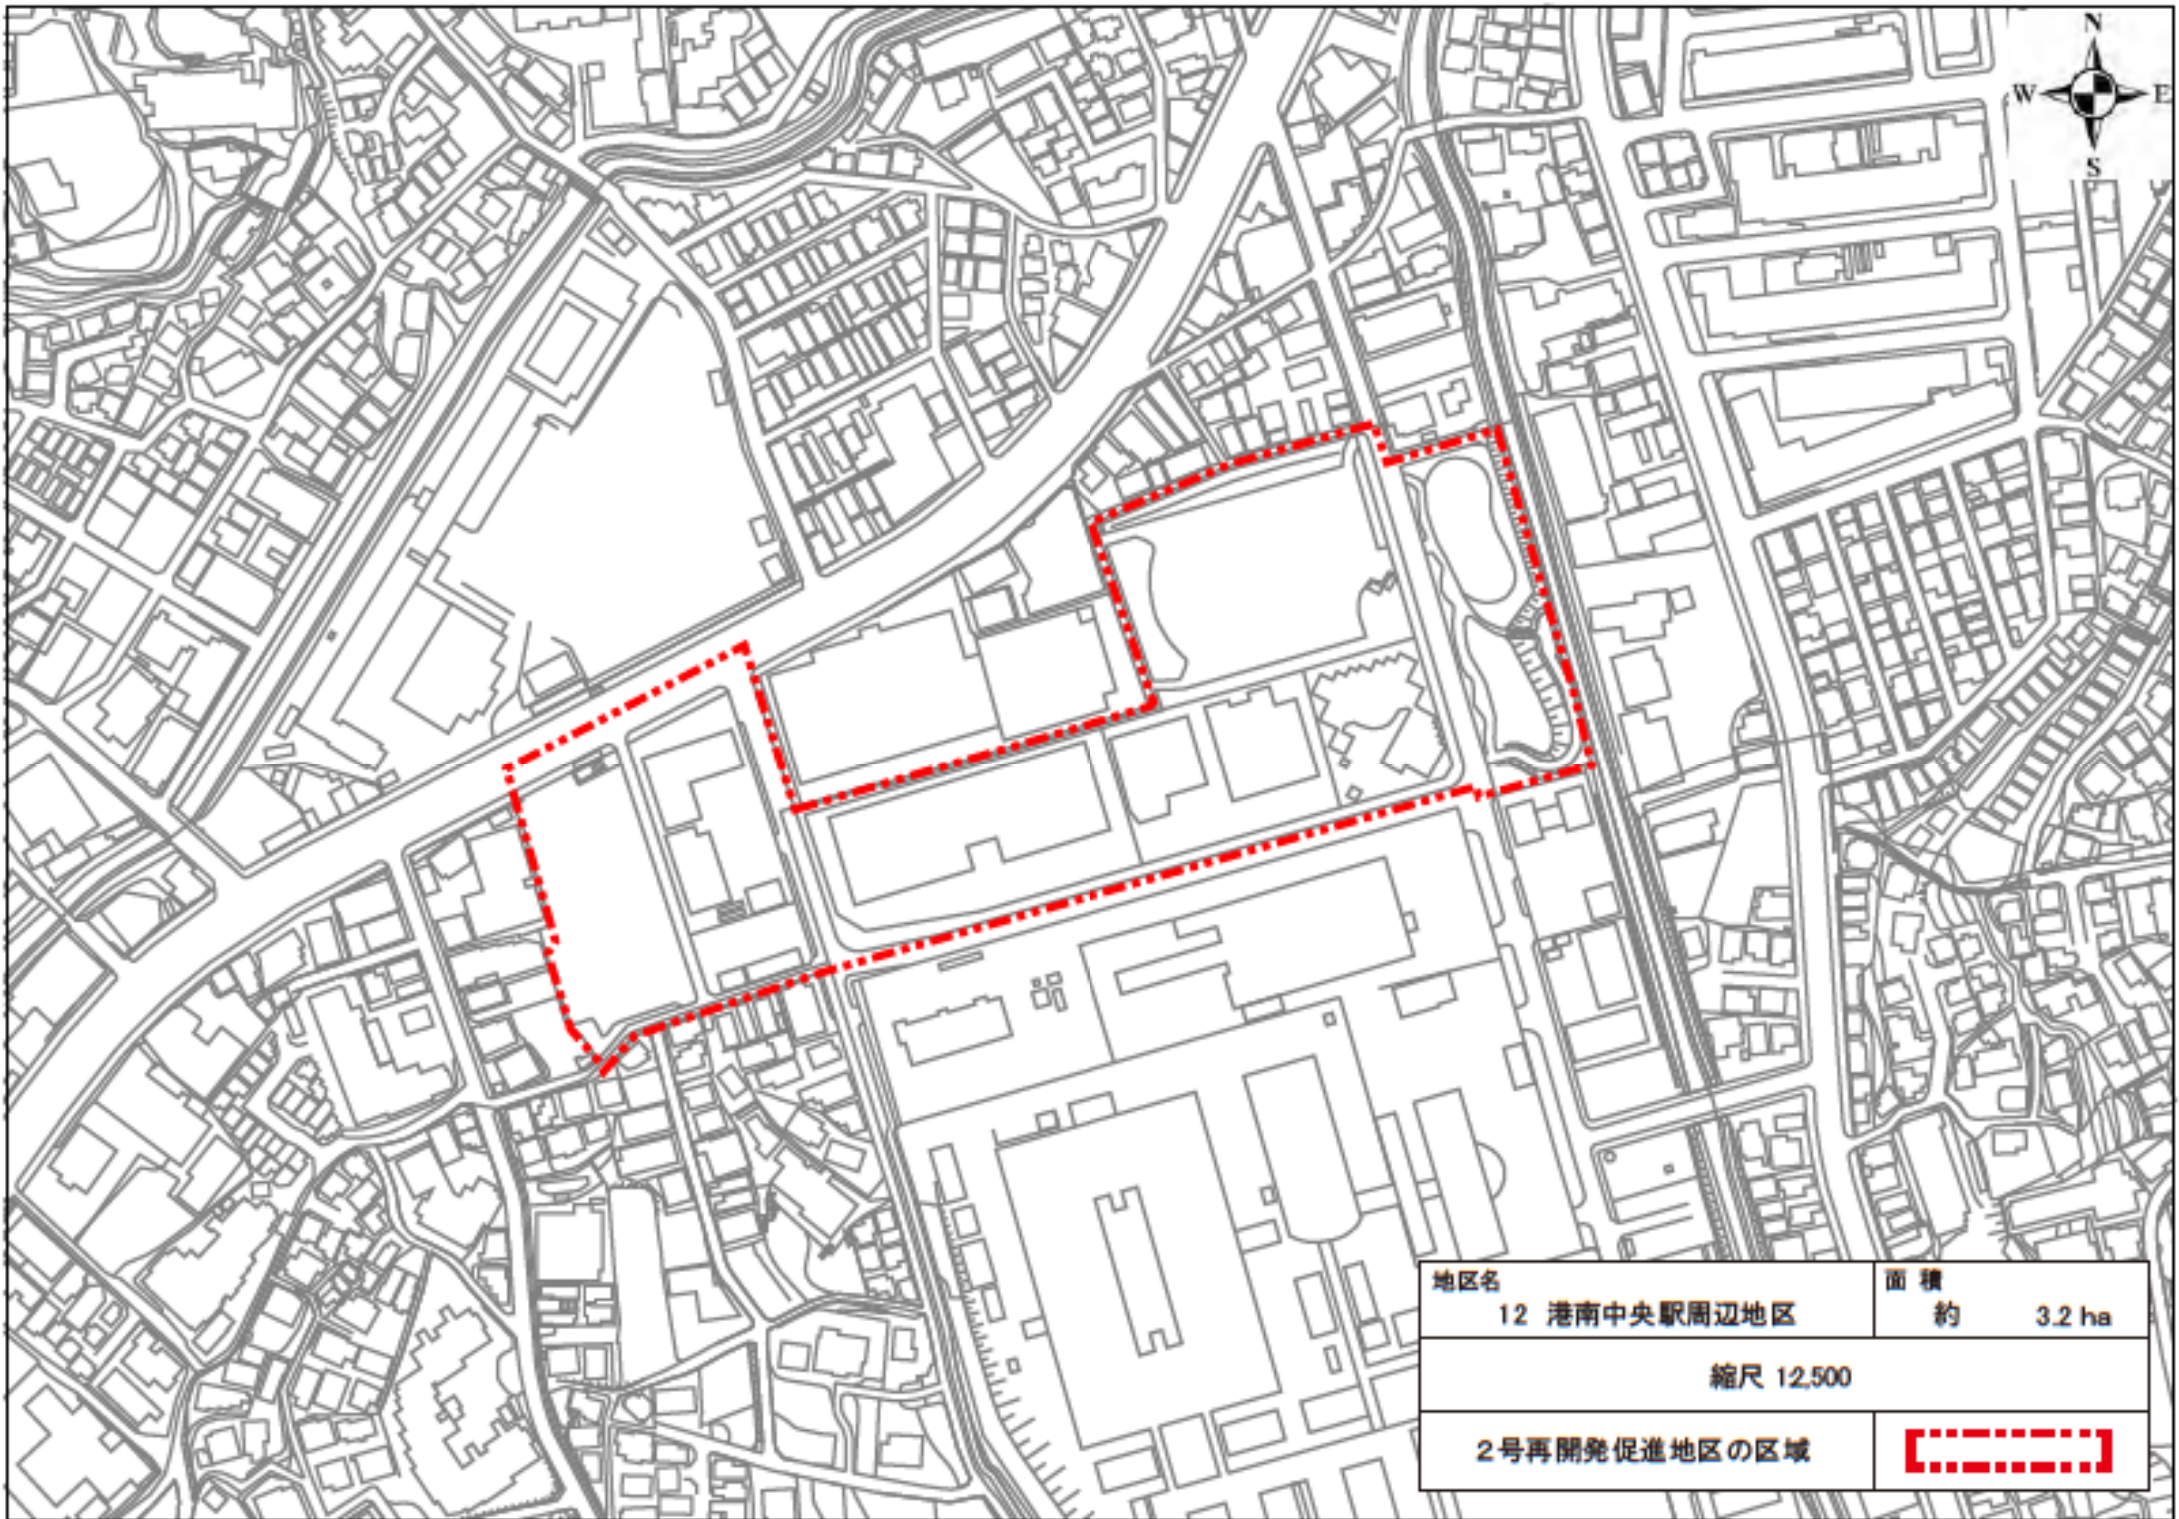 N
W E
S
地区名
12 港南中央駅周辺地区
面 積
約 3.2 ha
縮尺 12,500
2号再開発促進地区の区域